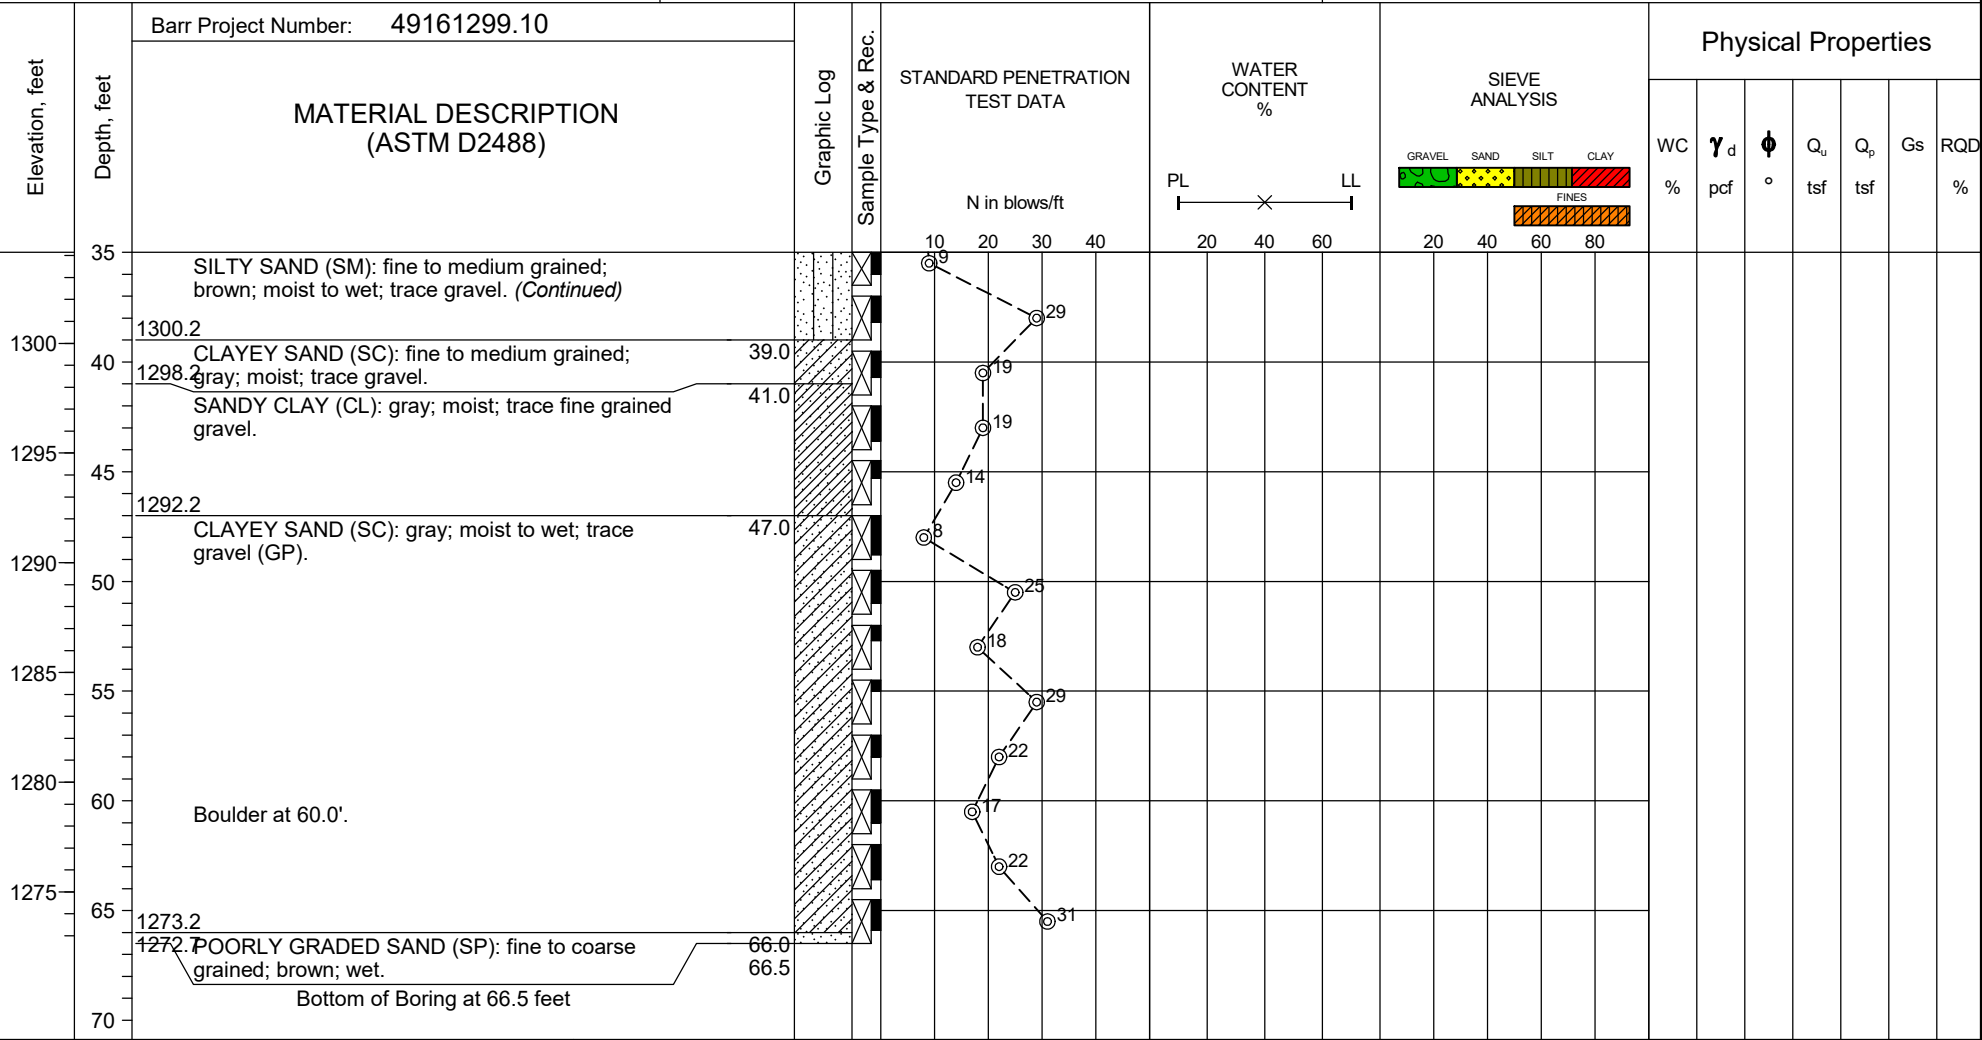 Barr Project Number: 49161299.10
Elevation, feet
Depth, feet
MATERIAL DESCRIPTION
(ASTM D2488)
Graphic Log
Sample Type & Rec.
STANDARD PENETRATION
TEST DATA
N in blows/ft
10 20 30 40
WATER
CONTENT
%
PL LL
20 40 60
SIEVE
ANALYSIS
GRAVEL SAND SILT CLAY
FINES
20 40 60 80
Physical Properties
WC γd ϕ Qu Qp Gs RQD
% pcf ° tsf tsf %
35
SILTY SAND (SM): fine to medium grained;
brown; moist to wet; trace gravel. (Continued)
9
29
1300.2
1300
CLAYEY SAND (SC): fine to medium grained;
gray; moist; trace gravel.
39.0
40
19
1298.2
41.0
SANDY CLAY (CL): gray; moist; trace fine grained
gravel.
19
1295
45
14
1292.2
CLAYEY SAND (SC): gray; moist to wet; trace
gravel (GP).
47.0
8
1290
50
25
18
1285
55
29
22
1280
60
Boulder at 60.0'.
17
22
1275
65
31
1273.2
1272.7
POORLY GRADED SAND (SP): fine to coarse
grained; brown; wet.
66.0
66.5
Bottom of Boring at 66.5 feet
70